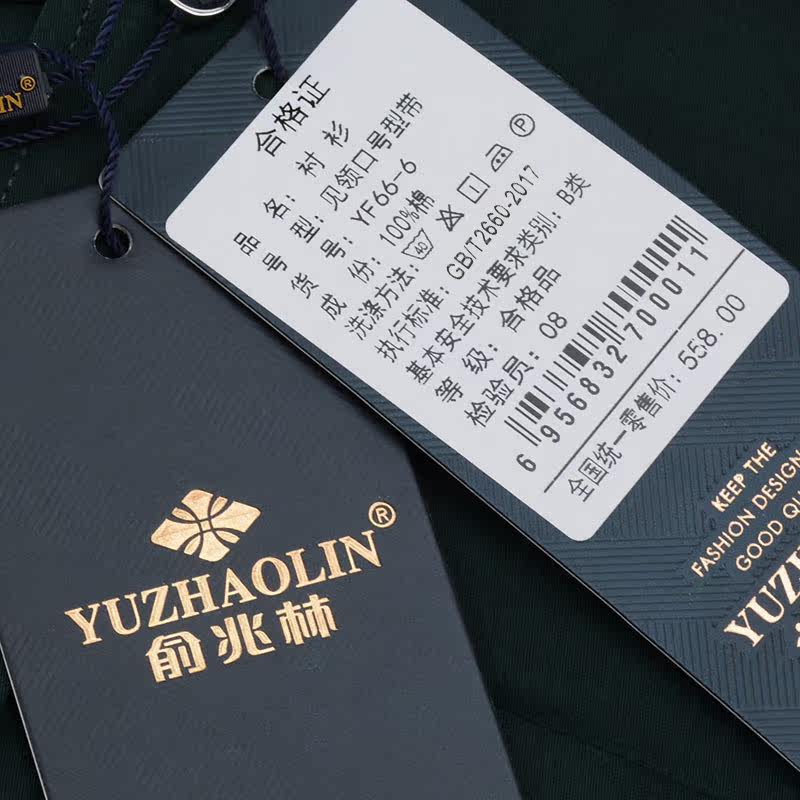 IN®
合格证
品 名: 衬 衫
号 型: 见领口号型带
货 号: YF66-6
成 份: 100%棉
洗涤方法: 40 P
执行标准: GB/T2660-2017
基本安全技术要求类别: B类
等 级: 合格品
检验员: 08
6 956832 700011
全国统一零售价: 558.00
KEEP THE
FASHION DESIGN
GOOD QU
YUZH
YUZHAOLIN®
俞兆林